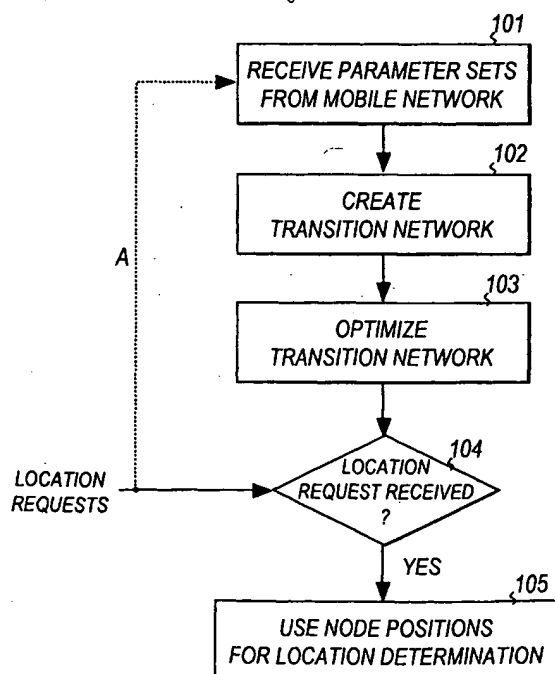 101
RECEIVE PARAMETER SETS
FROM MOBILE NETWORK
102
CREATE
TRANSITION NETWORK
A
103
OPTIMIZE
TRANSITION NETWORK
104
LOCATION
REQUEST RECEIVED
?
LOCATION
REQUESTS
YES
105
USE NODE POSITIONS
FOR LOCATION DETERMINATION